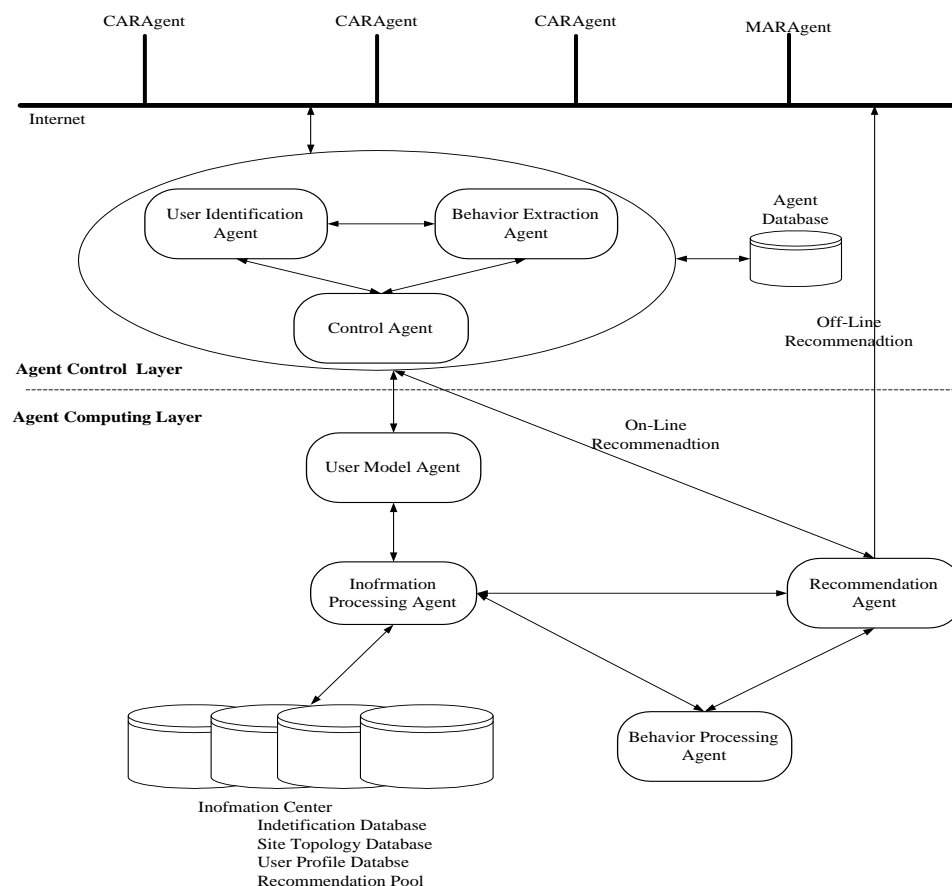 CARAgent
CARAgent
CARAgent
MARAgent
Internet
User Identification
Agent
Behavior Extraction
Agent
Agent
Database
Control Agent
Off-Line
Recommenadtion
Agent Control Layer
Agent Computing Layer
On-Line
Recommenadtion
User Model Agent
Inofrmation
Processing Agent
Recommendation
Agent
Behavior Processing
Agent
Inofmation Center
Indetification Database
Site Topology Database
User Profile Databse
Recommendation Pool